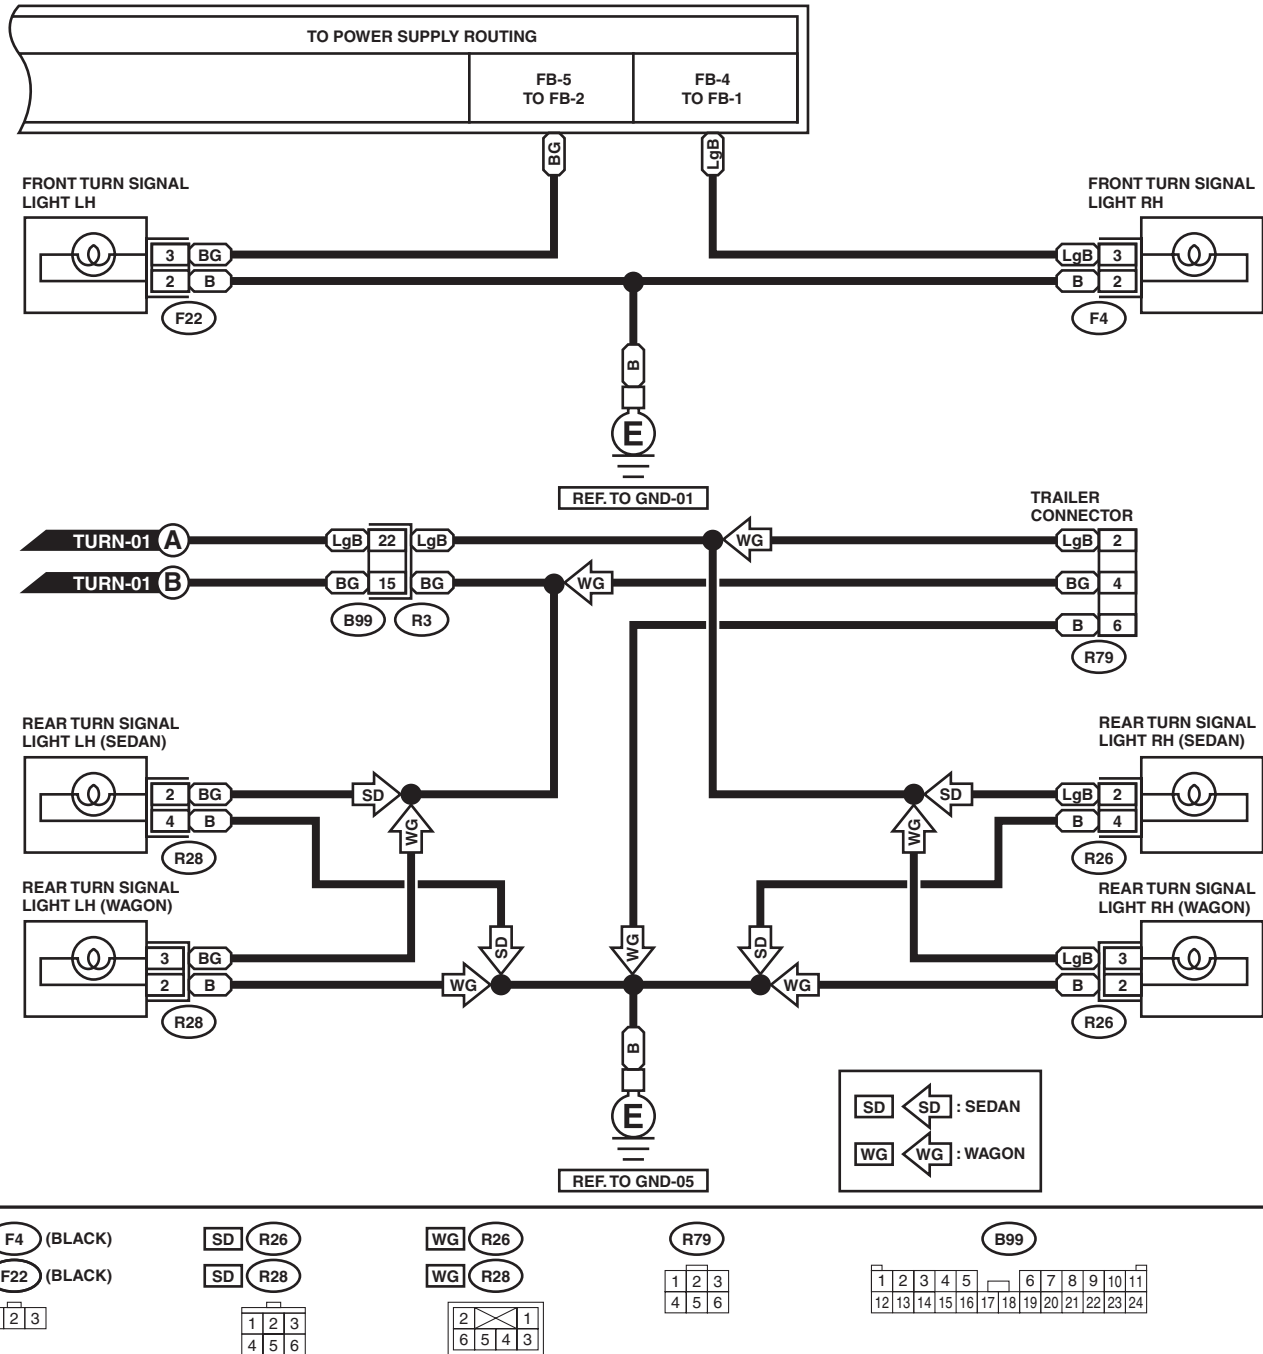 TO POWER SUPPLY ROUTING
FB-5
TO FB-2
FB-4
TO FB-1
BG
LgB
FRONT TURN SIGNAL
LIGHT LH
FRONT TURN SIGNAL
LIGHT RH
3 BG
2 B
F22
LgB 3
B 2
F4
B
E
REF. TO GND-01
TRAILER
CONNECTOR
TURN-01 A LgB 22 LgB WG LgB 2
TURN-01 B BG 15 BG WG BG 4
B 6
B99 R3
R79
REAR TURN SIGNAL
LIGHT LH (SEDAN)
REAR TURN SIGNAL
LIGHT RH (SEDAN)
2 BG SD
4 B
WG
R28
SD LgB 2
B 4
WG
R26
REAR TURN SIGNAL
LIGHT LH (WAGON)
REAR TURN SIGNAL
LIGHT RH (WAGON)
SD WG SD
3 BG
2 B WG
R28
LgB 3
WG B 2
R26
B
E
REF. TO GND-05
SD SD : SEDAN
WG WG : WAGON
F4 (BLACK)
F22 (BLACK)
2 3
SD R26
SD R28
1 2 3
4 5 6
WG R26
WG R28
2 1
6 5 4 3
R79
1 2 3
4 5 6
B99
1 2 3 4 5 6 7 8 9 10 11
12 13 14 15 16 17 18 19 20 21 22 23 24